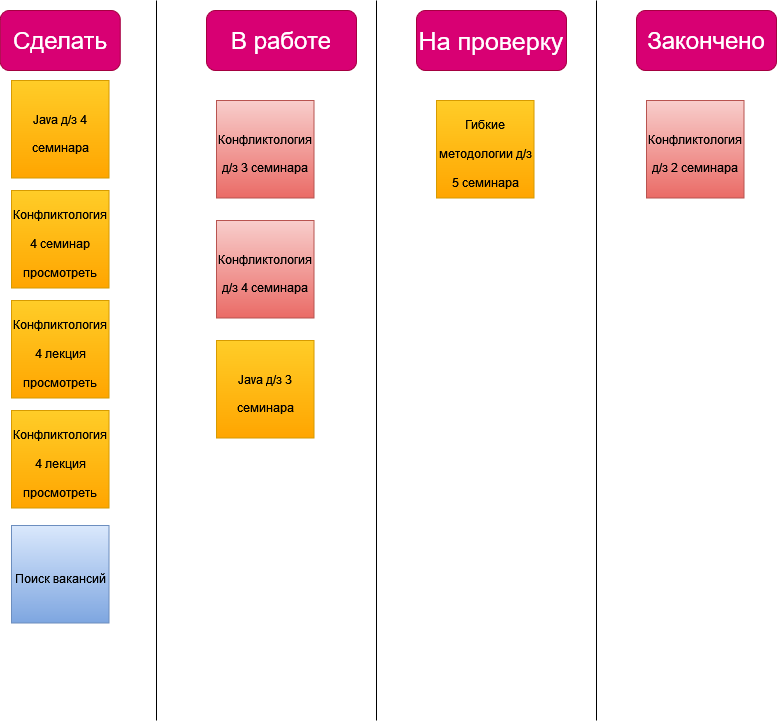 Сделать
Java д/з 4
семинара
Конфликтология
4 семинар
просмотреть
Конфликтология
4 лекция
просмотреть
Конфликтология
4 лекция
просмотреть
Поиск вакансий
В работе
Конфликтология
д/з 3 семинара
Конфликтология
д/з 4 семинара
Java д/з 3
семинара
На проверку
Гибкие
методологии д/з
5 семинара
Закончено
Конфликтология
д/з 2 семинара